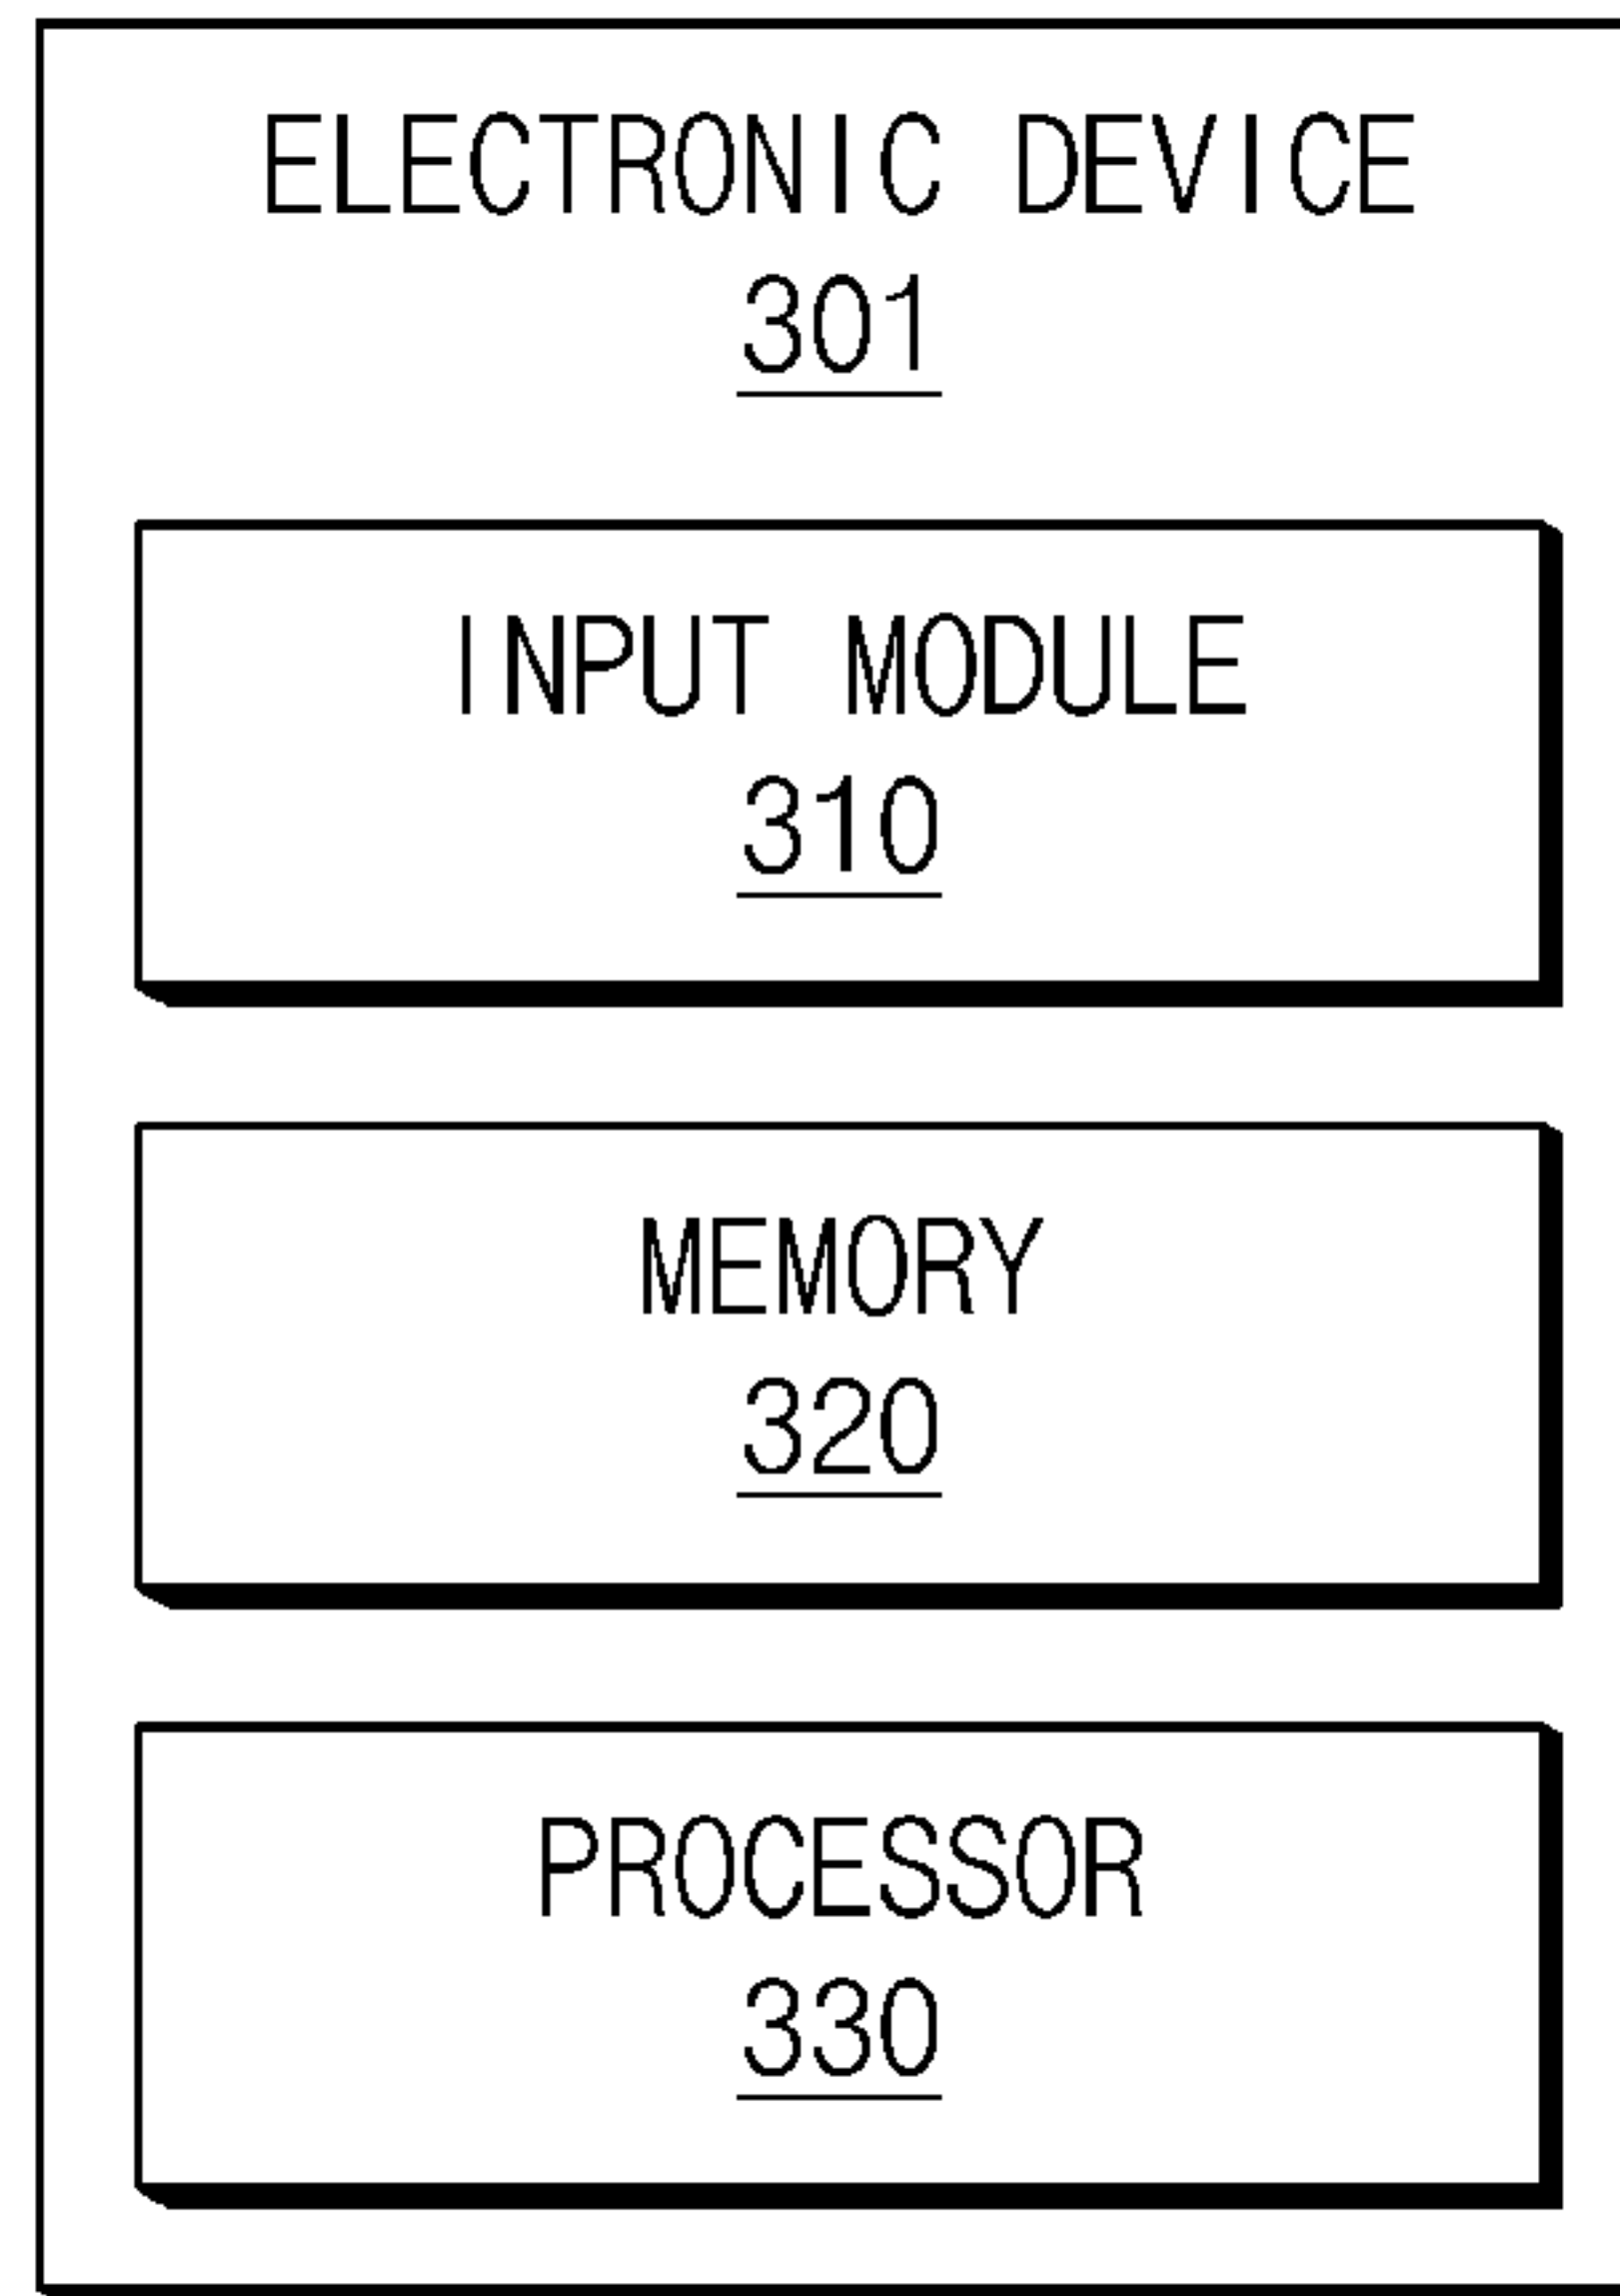 ELECTRONIC DEVICE
301
INPUT MODULE
310
MEMORY
320
PROCESSOR
330